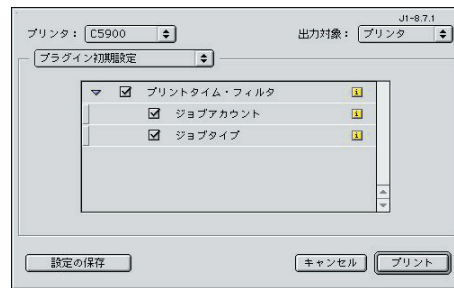 J1-8.7.1
プリンタ： C5900 出力対象： プリンタ
プラグイン初期設定
プリントタイム・フィルタ
ジョブアカウント
ジョブタイプ
設定の保存 キャンセル プリント